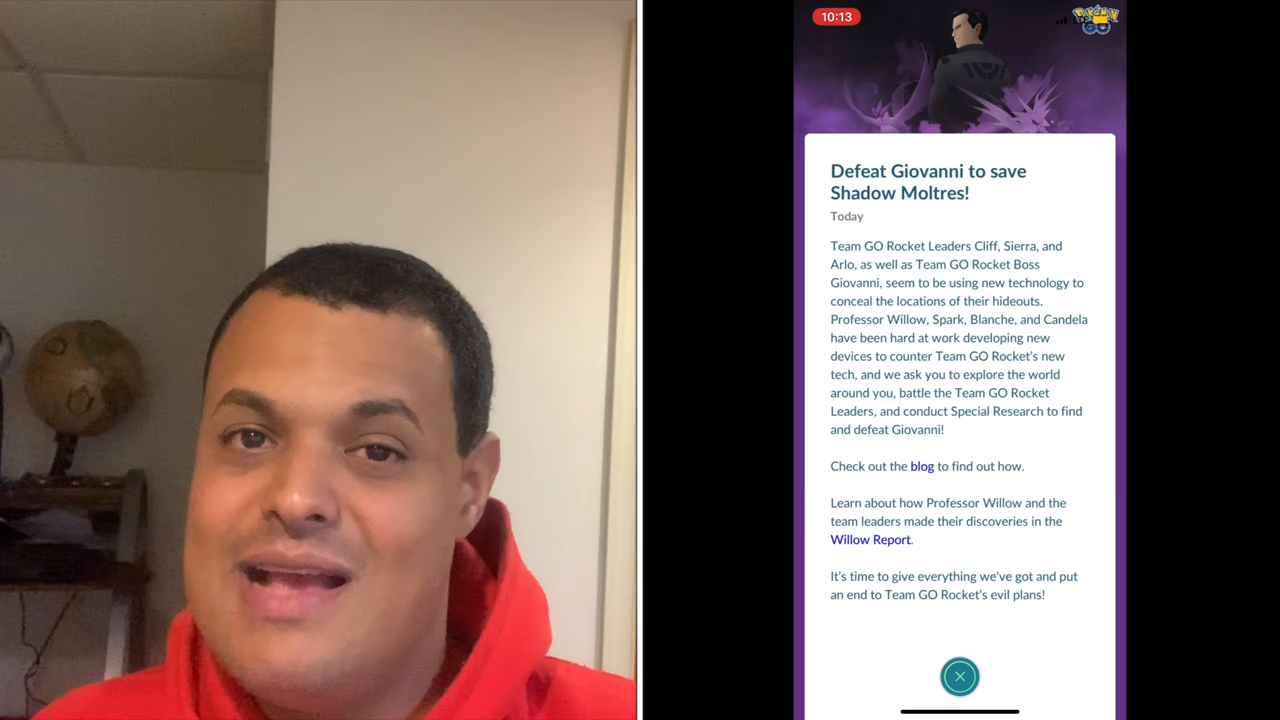 10:13
POKÉMON
GO
Defeat Giovanni to save
Shadow Moltres!
Today
Team GO Rocket Leaders Cliff, Sierra, and
Arlo, as well as Team GO Rocket Boss
Giovanni, seem to be using new technology to
conceal the locations of their hideouts.
Professor Willow, Spark, Blanche, and Candela
have been hard at work developing new
devices to counter Team GO Rocket’s new
tech, and we ask you to explore the world
around you, battle the Team GO Rocket
Leaders, and conduct Special Research to find
and defeat Giovanni!
Check out the blog to find out how.
Learn about how Professor Willow and the
team leaders made their discoveries in the
Willow Report.
It’s time to give everything we’ve got and put
an end to Team GO Rocket’s evil plans!